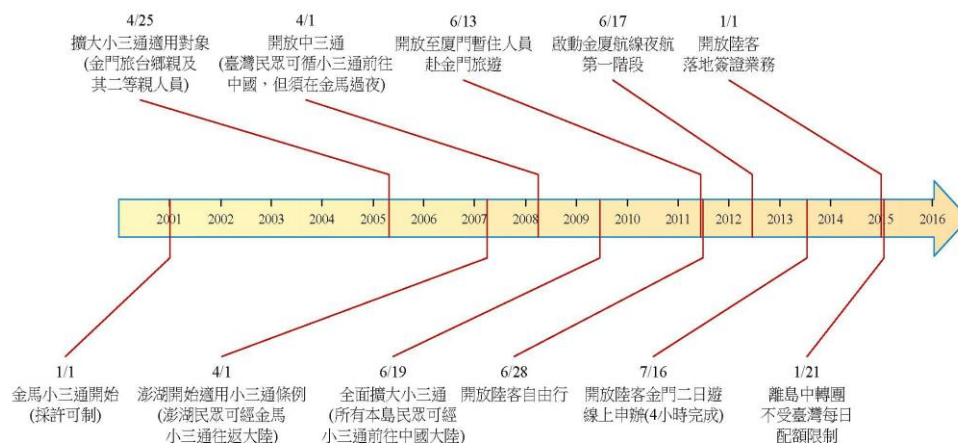 4/25
擴大小三通適用對象
(金門旅台鄉親及
其二等親人員)
4/1
開放中三通
(臺灣民眾可循小三通前往
中國，但須在金馬過夜)
6/13
開放至廈門暫住人員
赴金門旅遊
6/17
啟動金廈航線夜航
第一階段
1/1
開放陸客
落地簽證業務
2001 2002 2003 2004 2005 2006 2007 2008 2009 2010 2011 2012 2013 2014 2015 2016
1/1
金馬小三通開始
(採許可制)
4/1
澎湖開始適用小三通條例
(澎湖民眾可經金馬
小三通往返大陸)
6/19
全面擴大小三通
(所有本島民眾可經
小三通前往中國大陸)
6/28
開放陸客自由行
7/16
開放陸客金門二日遊
線上申辦(4小時完成)
1/21
離島中轉團
不受臺灣每日
配額限制